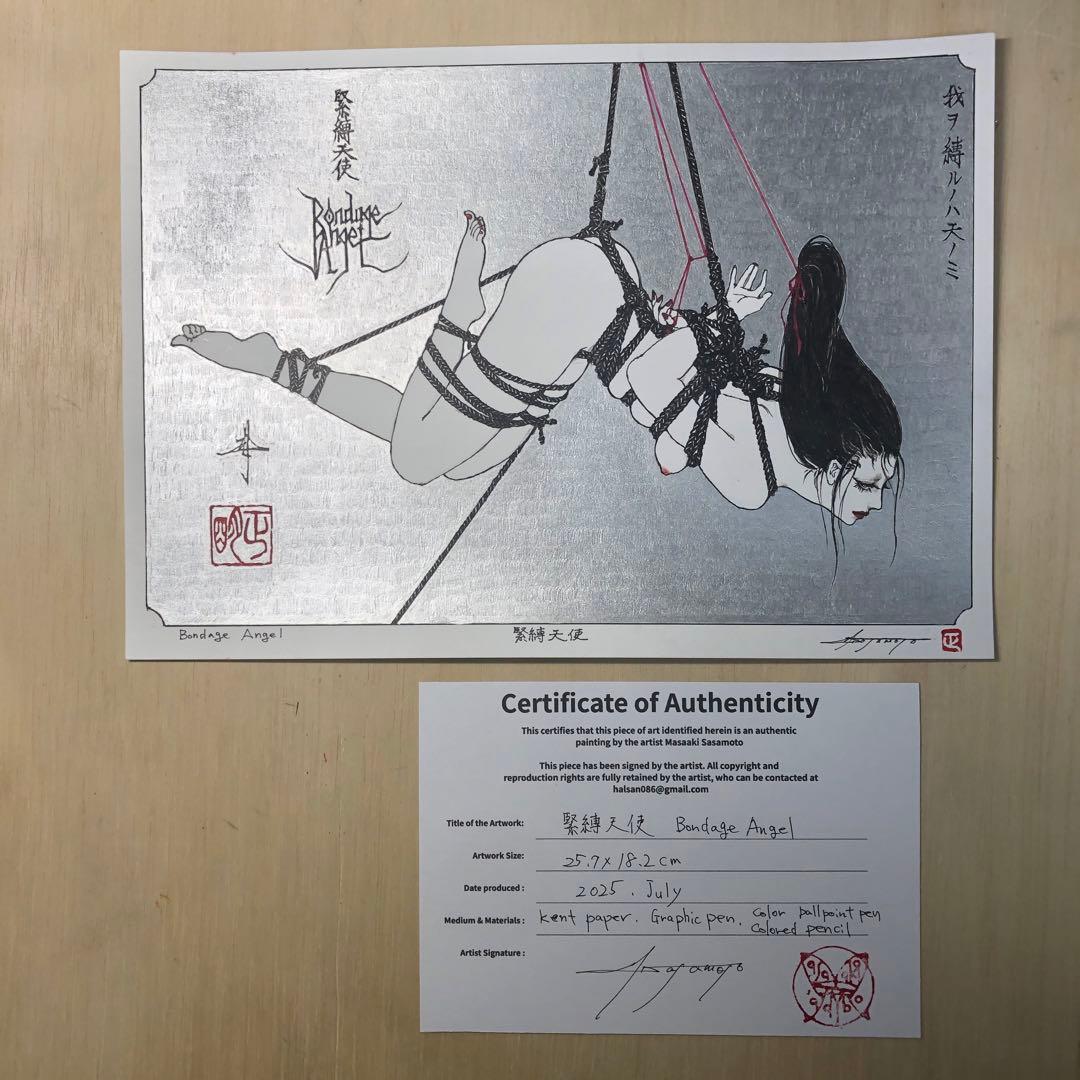 緊縛天使
Bondage
Angel
我ヲ縛ルノハ天ノミ
Bondage Angel
緊縛天使
Certificate of Authenticity
This certifies that this piece of art identified herein is an authentic
painting by the artist Masaaki Sasamoto
This piece has been signed by the artist. All copyright and
reproduction rights are fully retained by the artist, who can be contacted at
halsan086@gmail.com
Title of the Artwork: 緊縛天使 Bondage Angel
Artwork Size: 25.7 x 18.2 cm
Date produced : 2025 . July
Medium & Materials : Kent paper. Graphic pen. Color pallpoint pen
Colored pencil
Artist Signature :